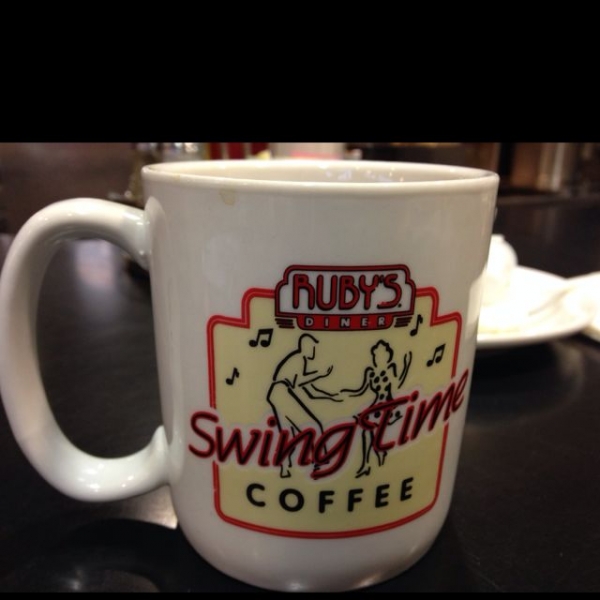 RUBY'S
DINER
Swing Time
COFFEE